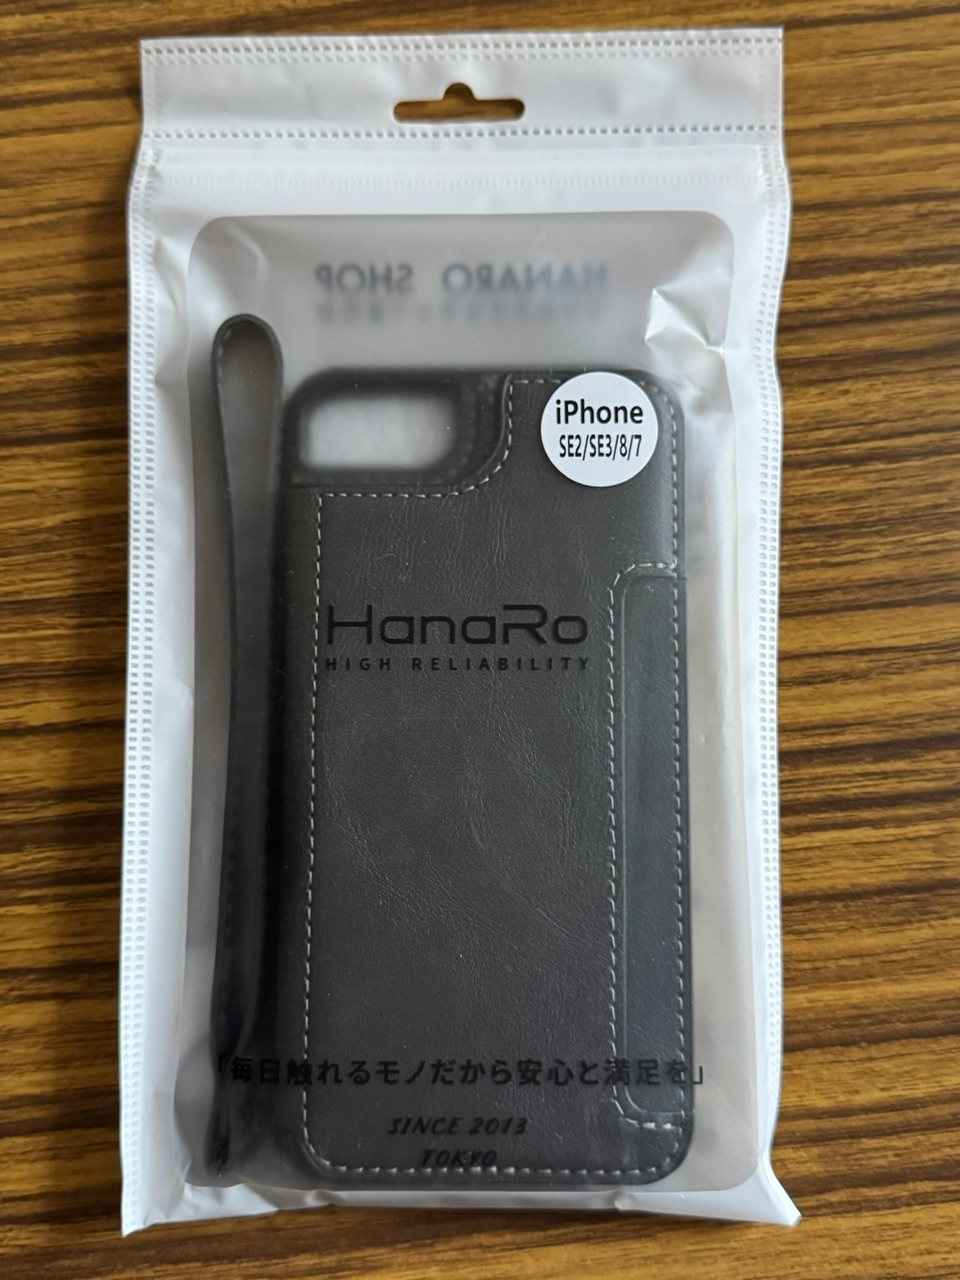 HANARO SHOP
iPhone
SE2/SE3/8/7
HanaRo
HIGH RELIABILITY
「毎日触れるモノだから安心と満足を」
SINCE 2013
TOKYO